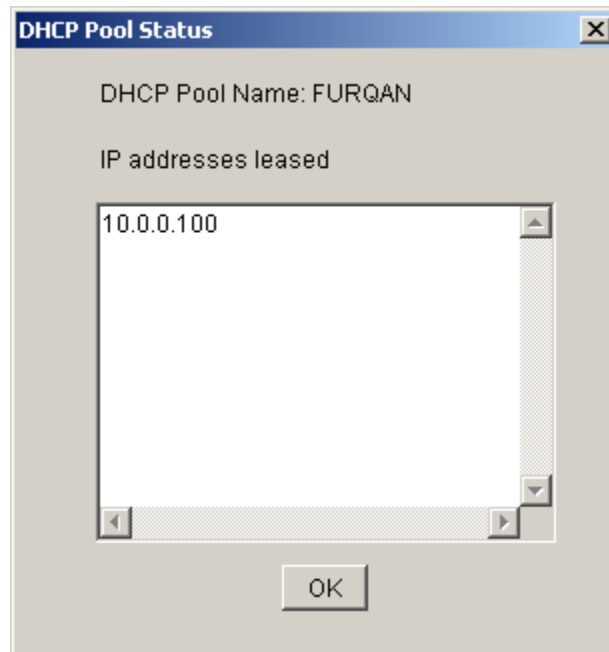 DHCP Pool Status
DHCP Pool Name: FURQAN
IP addresses leased
10.0.0.100
OK